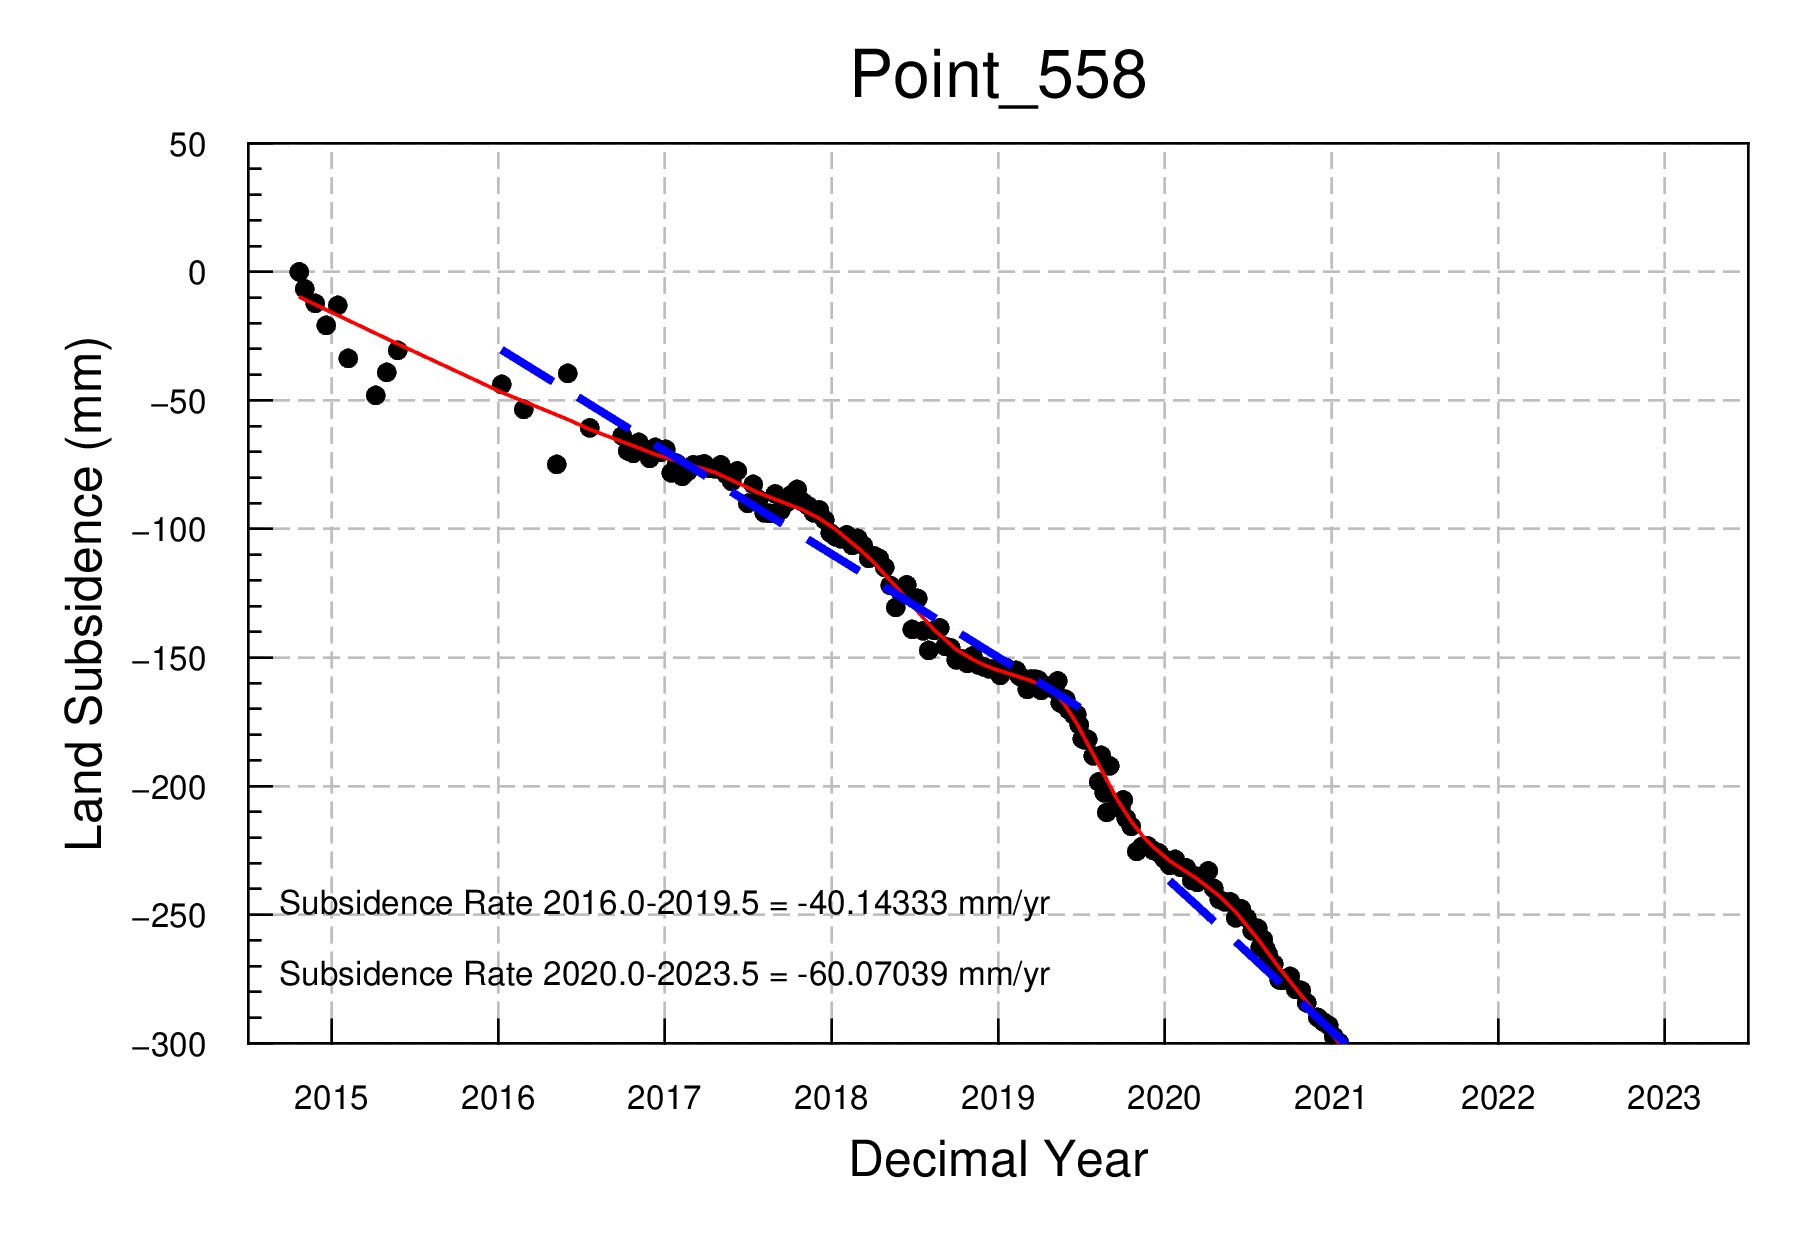 Point_558
50
0
−50
−100
−150
−200
−250
−300
Land Subsidence (mm)
Subsidence Rate 2016.0-2019.5 = -40.14333 mm/yr
Subsidence Rate 2020.0-2023.5 = -60.07039 mm/yr
2015 2016 2017 2018 2019 2020 2021 2022 2023
Decimal Year